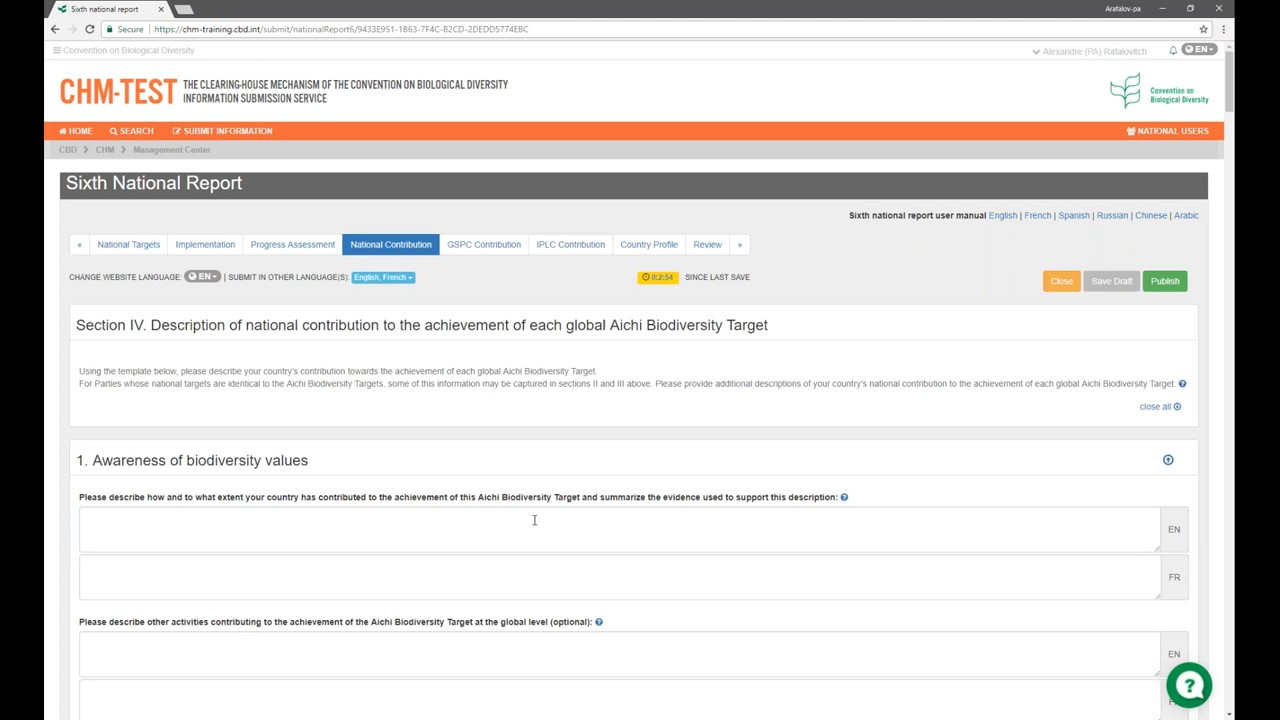 Sixth national report
Arafalov-pa
Secure https://chm-training.cbd.int/submit/nationalReport6/9433E951-1B63-7F4C-B2CD-2DEDD5774EBC
Convention on Biological Diversity
Alexandre (PA) Rafalovitch EN
CHM-TEST THE CLEARING-HOUSE MECHANISM OF THE CONVENTION ON BIOLOGICAL DIVERSITY
INFORMATION SUBMISSION SERVICE
Convention on
Biological Diversity
HOME SEARCH SUBMIT INFORMATION NATIONAL USERS
CBD CHM Management Center
Sixth National Report
Sixth national report user manual English | French | Spanish | Russian | Chinese | Arabic
« National Targets Implementation Progress Assessment National Contribution GSPC Contribution IPLC Contribution Country Profile Review »
CHANGE WEBSITE LANGUAGE: EN | SUBMIT IN OTHER LANGUAGE(S): English, French 0:2:54 SINCE LAST SAVE Close Save Draft Publish
Section IV. Description of national contribution to the achievement of each global Aichi Biodiversity Target
Using the template below, please describe your country's contribution towards the achievement of each global Aichi Biodiversity Target.
For Parties whose national targets are identical to the Aichi Biodiversity Targets, some of this information may be captured in sections II and III above. Please provide additional descriptions of your country's national contribution to the achievement of each global Aichi Biodiversity Target.
close all
1. Awareness of biodiversity values
Please describe how and to what extent your country has contributed to the achievement of this Aichi Biodiversity Target and summarize the evidence used to support this description:
EN
FR
Please describe other activities contributing to the achievement of the Aichi Biodiversity Target at the global level (optional):
EN